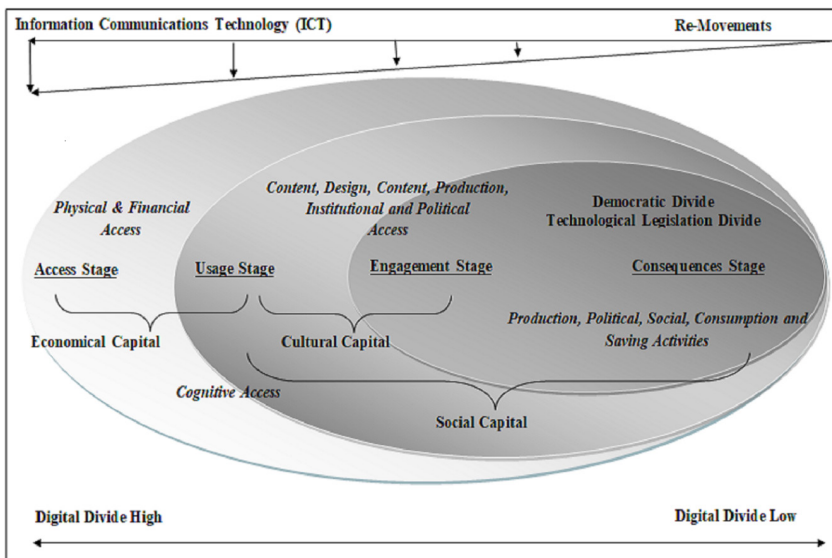 Information Communications Technology (ICT)
Re-Movements
Content, Design, Content, Production,
Institutional and Political
Access
Physical & Financial
Access
Democratic Divide
Technological Legislation Divide
Access Stage
Usage Stage
Engagement Stage
Consequences Stage
Production, Political, Social, Consumption and
Saving Activities
Economical Capital
Cultural Capital
Cognitive Access
Social Capital
Digital Divide High
Digital Divide Low